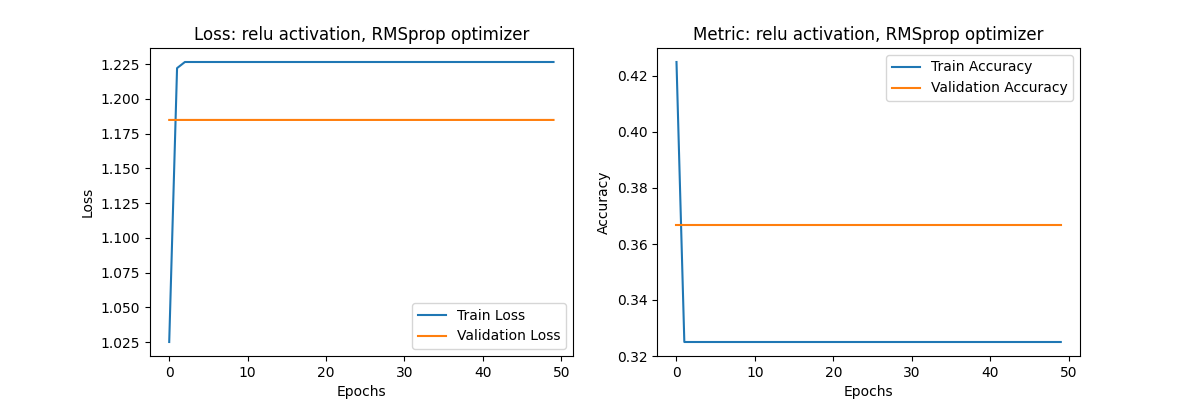 Loss: relu activation, RMSprop optimizer
1.225
1.200
1.175
1.150
1.125
1.100
1.075
1.050
1.025
Loss
Train Loss
Validation Loss
0 10 20 30 40 50
Epochs
Metric: relu activation, RMSprop optimizer
0.42
0.40
0.38
0.36
0.34
0.32
Accuracy
Train Accuracy
Validation Accuracy
0 10 20 30 40 50
Epochs